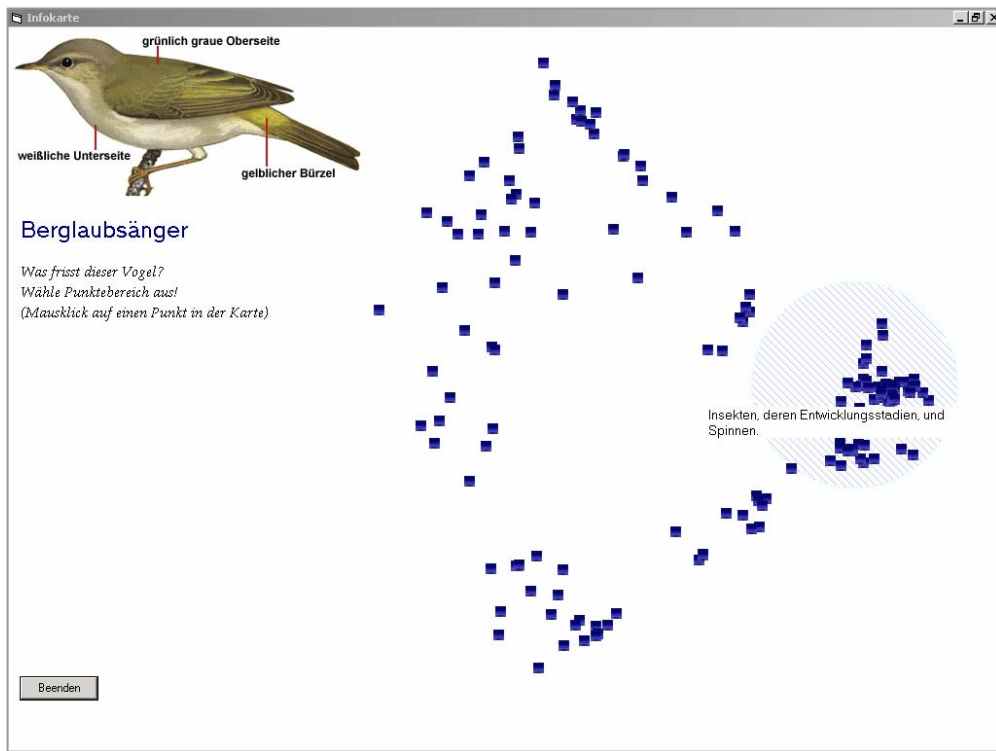 Infokarte
grünlich graue Oberseite
weißliche Unterseite
gelblicher Bürzel
Berglaubsänger
Was frisst dieser Vogel?
Wähle Punktebereich aus!
(Mausklick auf einen Punkt in der Karte)
Insekten, deren Entwicklungsstadien, und
Spinnen.
Beenden